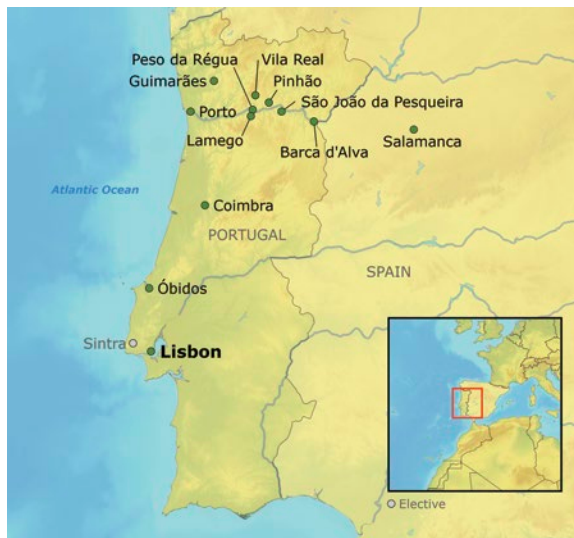 Peso da Régua
Vila Real
Guimarães
Pinhão
Porto
São João da Pesqueira
Lamego
Barca d'Alva
Salamanca
Atlantic Ocean
Coimbra
PORTUGAL
SPAIN
Óbidos
Sintra
Lisbon
Elective